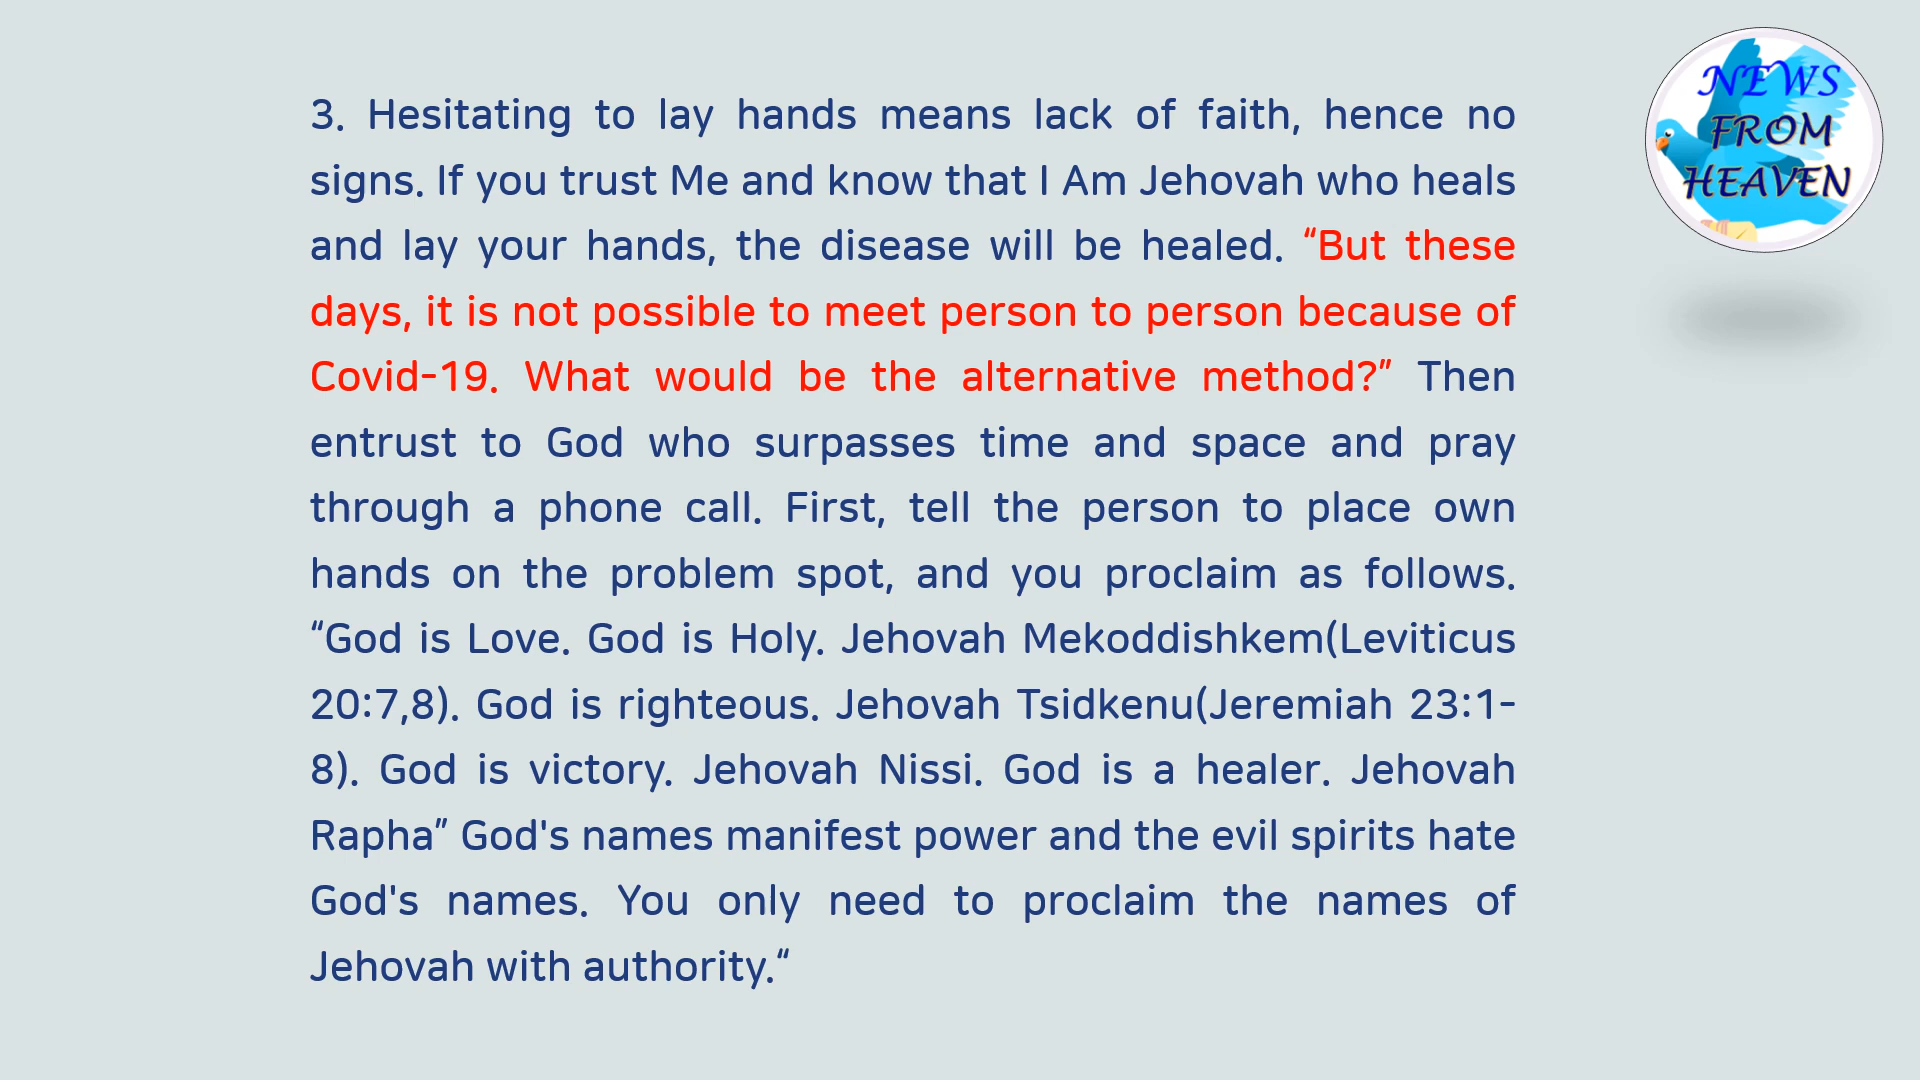 3. Hesitating to lay hands means lack of faith, hence no
signs. If you trust Me and know that I Am Jehovah who heals
and lay your hands, the disease will be healed. “But these
days, it is not possible to meet person to person because of
Covid-19. What would be the alternative method?” Then
entrust to God who surpasses time and space and pray
through a phone call. First, tell the person to place own
hands on the problem spot, and you proclaim as follows.
“God is Love. God is Holy. Jehovah Mekoddishkem(Leviticus
20:7,8). God is righteous. Jehovah Tsidkenu(Jeremiah 23:1-
8). God is victory. Jehovah Nissi. God is a healer. Jehovah
Rapha” God's names manifest power and the evil spirits hate
God's names. You only need to proclaim the names of
Jehovah with authority.“
NEWS
FROM
HEAVEN